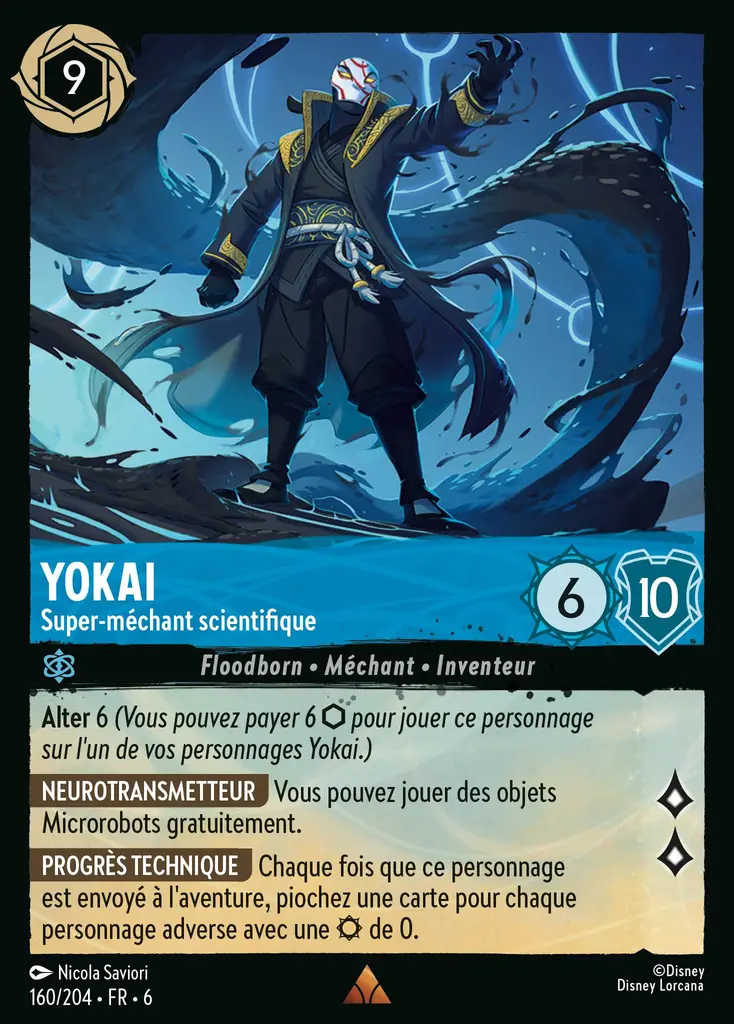 9
YOKAI
Super-méchant scientifique
6
10
Floodborn • Méchant • Inventeur
Alter 6 (Vous pouvez payer 6 pour jouer ce personnage
sur l'un de vos personnages Yokai.)
NEUROTRANSMETTEUR Vous pouvez jouer des objets
Microrobots gratuitement.
PROGRÈS TECHNIQUE Chaque fois que ce personnage
est envoyé à l'aventure, piochez une carte pour chaque
personnage adverse avec une de 0.
Nicola Saviori
160/204 • FR • 6
©Disney
Disney Lorcana